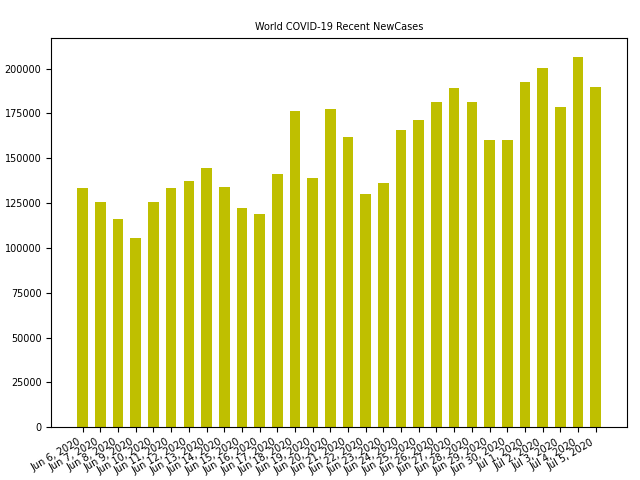 World COVID-19 Recent NewCases
200000
175000
150000
125000
100000
75000
50000
25000
0
Jun 6, 2020
Jun 7, 2020
Jun 8, 2020
Jun 9, 2020
Jun 10, 2020
Jun 11, 2020
Jun 12, 2020
Jun 13, 2020
Jun 14, 2020
Jun 15, 2020
Jun 16, 2020
Jun 17, 2020
Jun 18, 2020
Jun 19, 2020
Jun 20, 2020
Jun 21, 2020
Jun 22, 2020
Jun 23, 2020
Jun 24, 2020
Jun 25, 2020
Jun 26, 2020
Jun 27, 2020
Jun 28, 2020
Jun 29, 2020
Jun 30, 2020
Jul 1, 2020
Jul 2, 2020
Jul 3, 2020
Jul 4, 2020
Jul 5, 2020